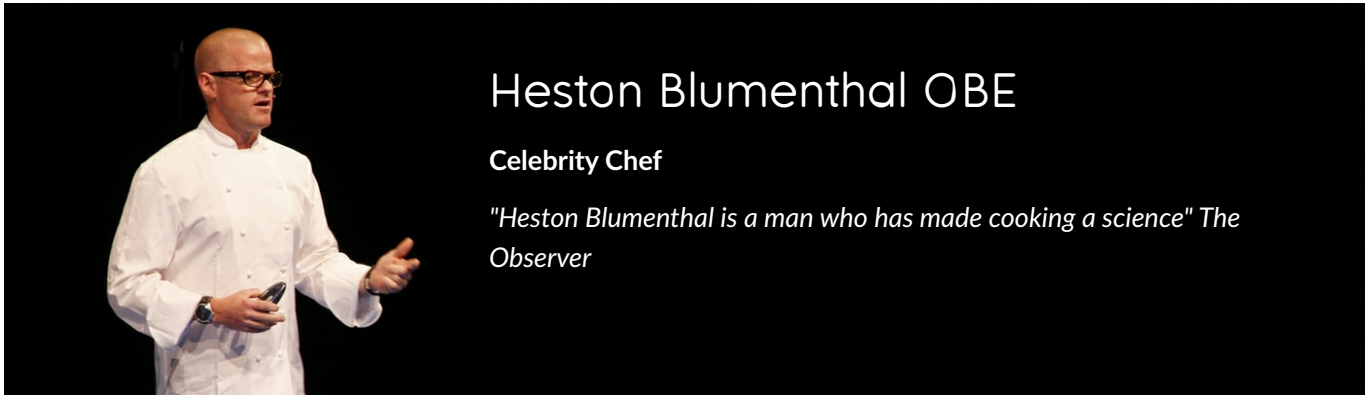 Heston Blumenthal OBE
Celebrity Chef
"Heston Blumenthal is a man who has made cooking a science" The
Observer